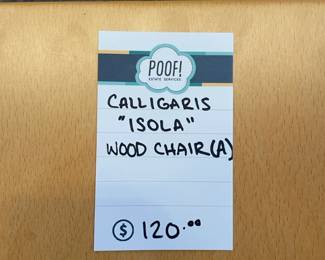 POOF!
ESTATE SERVICES
CALLIGARIS
"ISOLA"
WOOD CHAIR (A)
$ 120.00